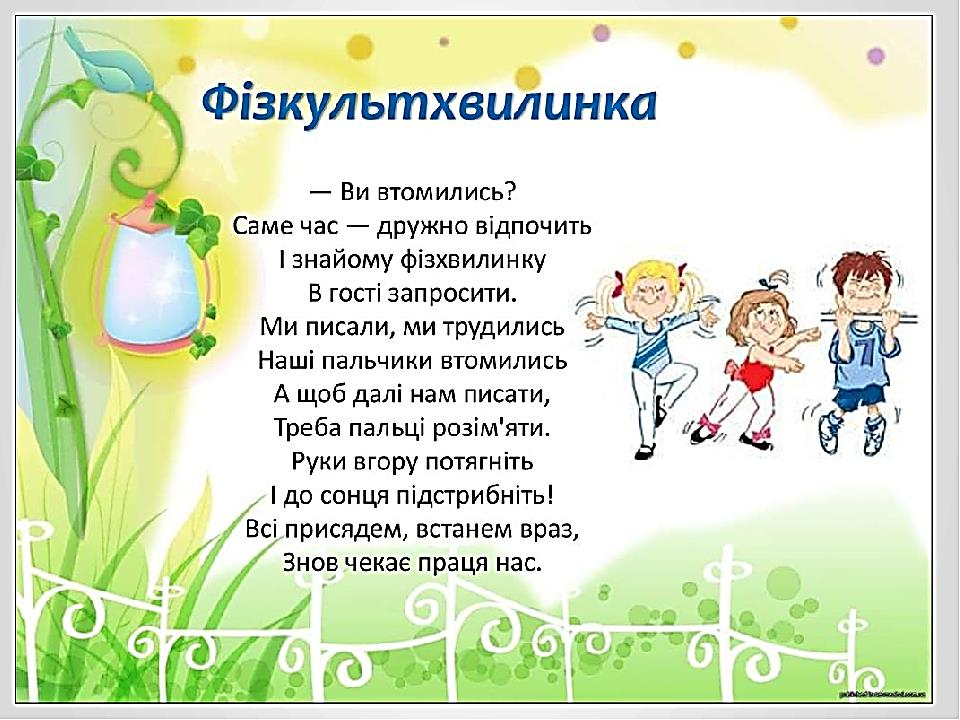 Фізкультхвилинка
— Ви втомились?
Саме час — дружно відпочить
І знайому фізхвилинку
В гості запросити.
Ми писали, ми трудились
Наші пальчики втомились
А щоб далі нам писати,
Треба пальці розім'яти.
Руки вгору потягніть
І до сонця підстрибніть!
Всі присядем, встанем враз,
Знов чекає праця нас.
7